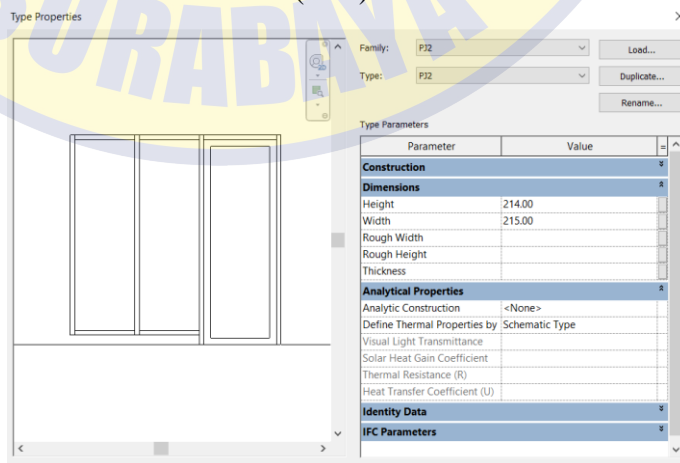 SURABAYA
Type Properties
Family: PJ2 Load...
Type: PJ2 Duplicate...
Rename...
Type Parameters
Parameter Value =
Construction
Dimensions
Height 214.00
Width 215.00
Rough Width
Rough Height
Thickness
Analytical Properties
Analytic Construction <None>
Define Thermal Properties by Schematic Type
Visual Light Transmittance
Solar Heat Gain Coefficient
Thermal Resistance (R)
Heat Transfer Coefficient (U)
Identity Data
IFC Parameters